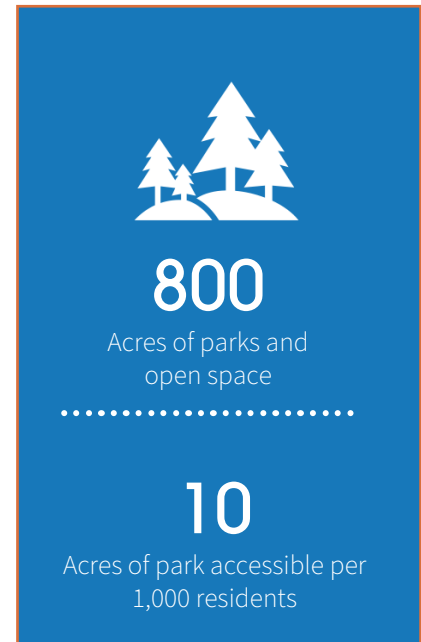 800
Acres of parks and
open space
10
Acres of park accessible per
1,000 residents